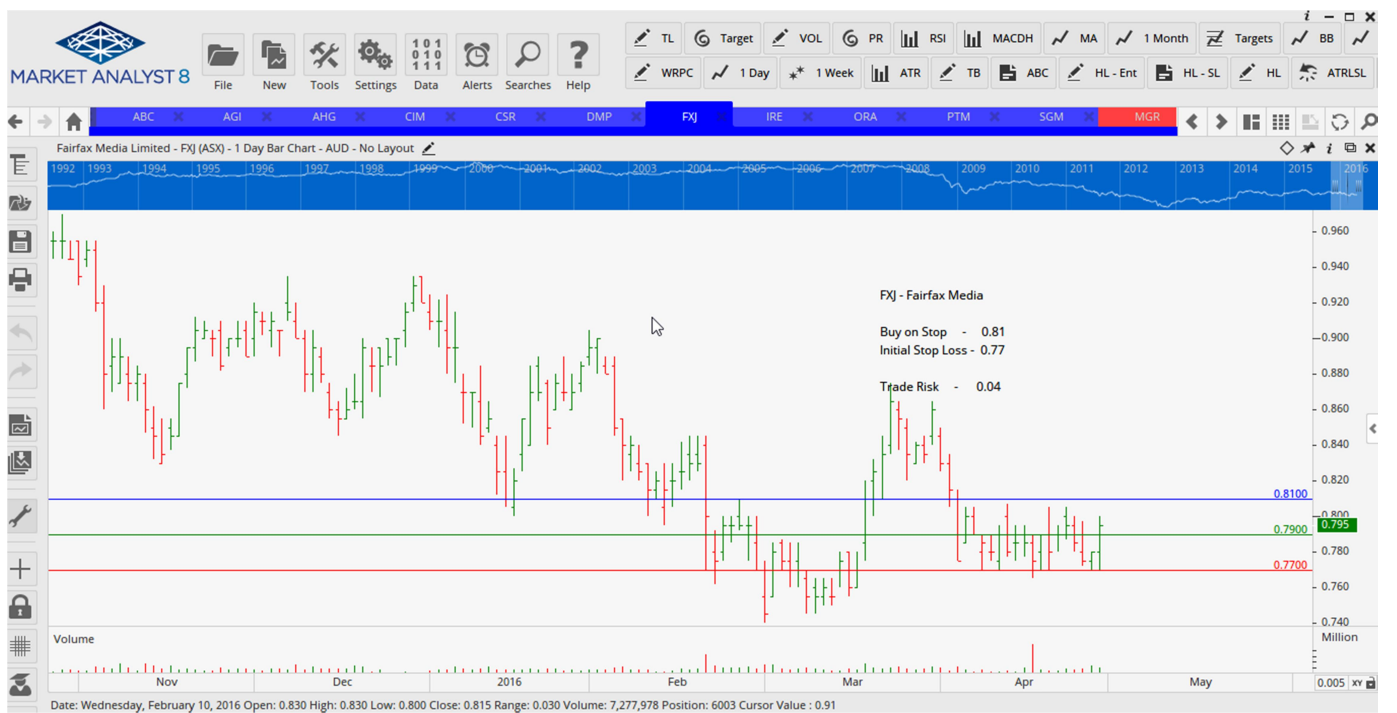 MARKET ANALYST 8
File
New
Tools
Settings
101
010
111
Data
Alerts
Searches
?
Help
TL
Target
VOL
PR
RSI
MACDH
MA
1 Month
Targets
BB
WRPC
1 Day
1 Week
ATR
TB
ABC
HL - Ent
HL - SL
HL
ATRLSL
ABC
AGI
AHG
CIM
CSR
DMP
FXJ
IRE
ORA
PTM
SGM
MGR
Fairfax Media Limited - FXJ (ASX) - 1 Day Bar Chart - AUD - No Layout
1992 1993 1994 1995 1996 1997 1998 1999 2000 2001 2002 2003 2004 2005 2006 2007 2008 2009 2010 2011 2012 2013 2014 2015 2016
0.960
0.940
0.920
0.900
0.880
0.860
0.840
0.820
0.800
0.795
0.780
0.760
0.740
FXJ - Fairfax Media
Buy on Stop - 0.81
Initial Stop Loss - 0.77
Trade Risk - 0.04
0.8100
0.7900
0.7700
Volume
Million
Nov
Dec
2016
Feb
Mar
Apr
May
0.005 XY
Date: Wednesday, February 10, 2016 Open: 0.830 High: 0.830 Low: 0.800 Close: 0.815 Range: 0.030 Volume: 7,277,978 Position: 6003 Cursor Value : 0.91